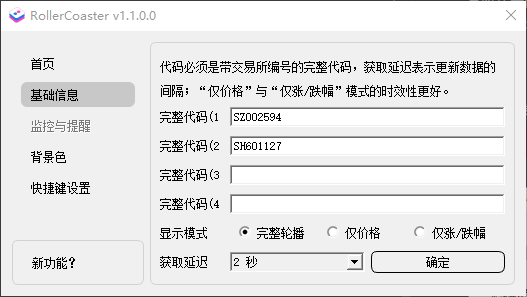 RollerCoaster v1.1.0.0
首页
基础信息
监控与提醒
背景色
快捷键设置
新功能？
代码必须是带交易所编号的完整代码，获取延迟表示更新数据的
间隔；“仅价格”与“仅涨/跌幅”模式的时效性更好。
完整代码(1 SZ002594
完整代码(2 SH601127
完整代码(3
完整代码(4
显示模式 完整轮播 仅价格 仅涨/跌幅
获取延迟 2 秒 确定